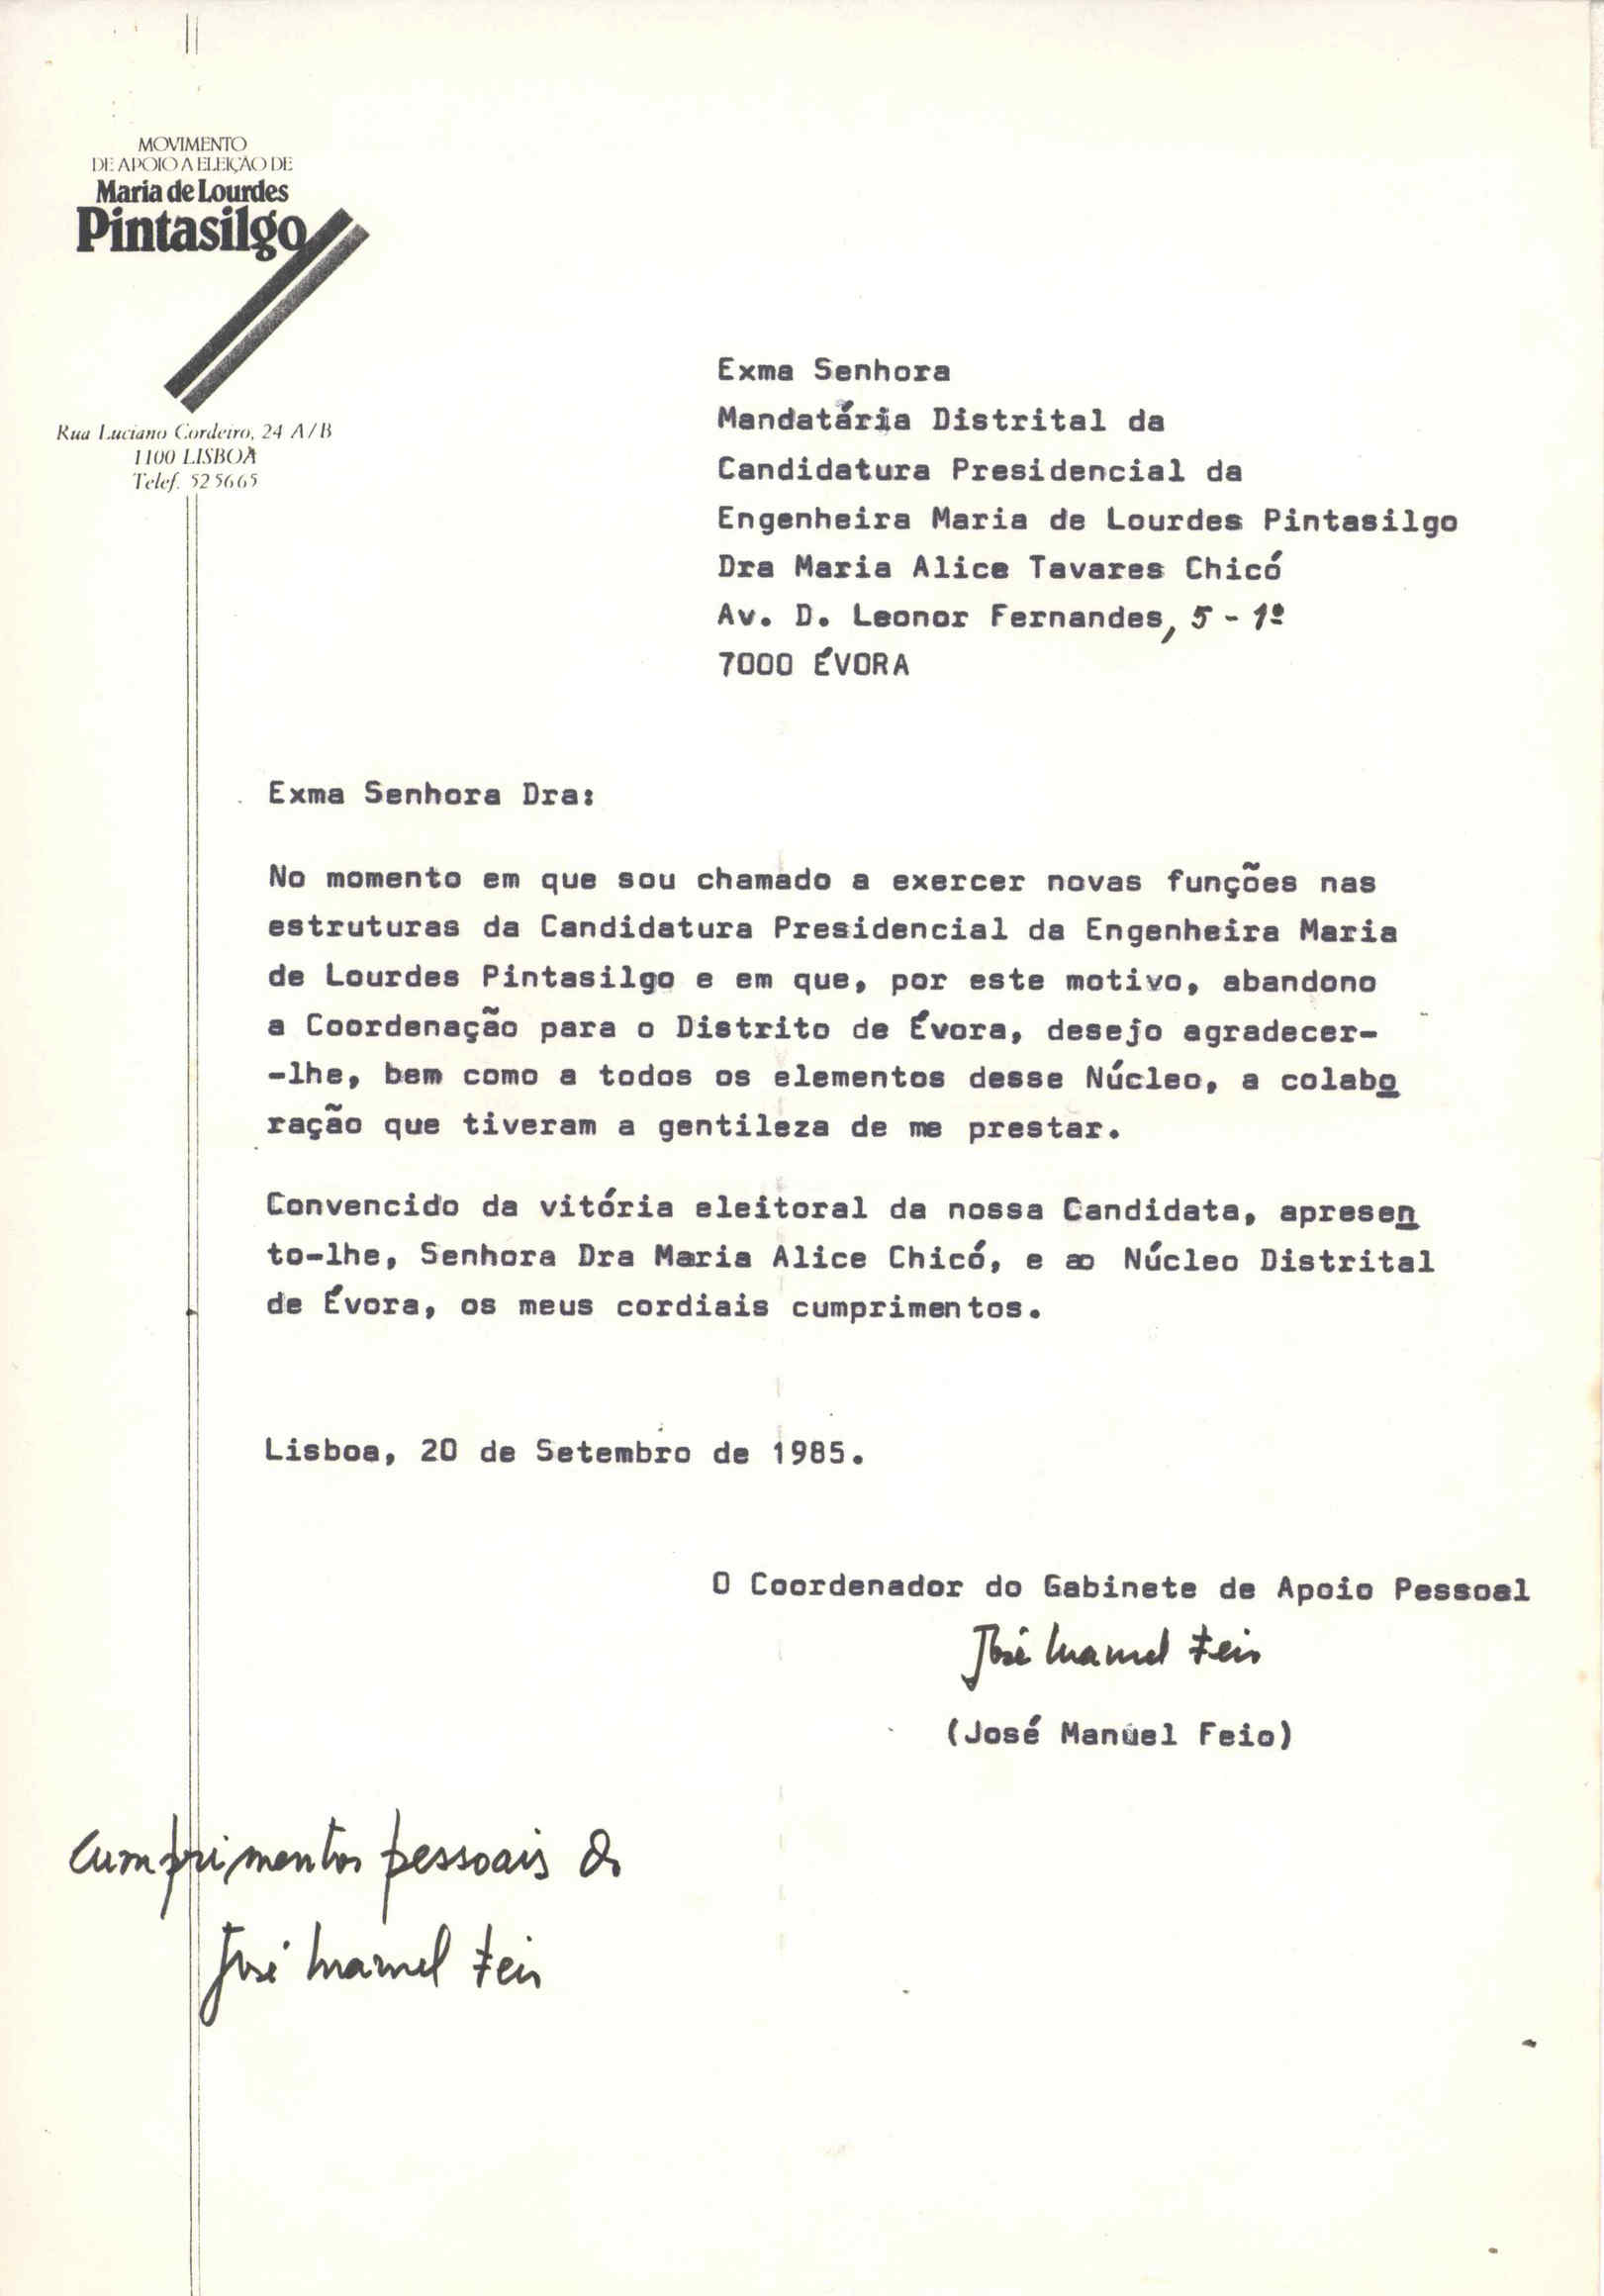 MOVIMENTO
DE APOIO A ELEIÇÃO DE
Maria de Lourdes
Pintasilgo
Rua Luciano Cordeiro, 24 A/B
1100 LISBOA
Telef. 52 56 65
Exma Senhora
Mandatária Distrital da
Candidatura Presidencial da
Engenheira Maria de Lourdes Pintasilgo
Dra Maria Alice Tavares Chicó
Av. D. Leonor Fernandes, 5 - 1º
7000 ÉVORA
Exma Senhora Dra:
No momento em que sou chamado a exercer novas funções nas
estruturas da Candidatura Presidencial da Engenheira Maria
de Lourdes Pintasilgo e em que, por este motivo, abandono
a Coordenação para o Distrito de Évora, desejo agradecer-
-lhe, bem como a todos os elementos desse Núcleo, a colabo
ração que tiveram a gentileza de me prestar.
Convencido da vitória eleitoral da nossa Candidata, apresen
to-lhe, Senhora Dra Maria Alice Chicó, e ao Núcleo Distrital
de Évora, os meus cordiais cumprimentos.
Lisboa, 20 de Setembro de 1985.
O Coordenador do Gabinete de Apoio Pessoal
José Manuel Feio
(José Manuel Feio)
Cumprimentos pessoais do
José Manuel Feio